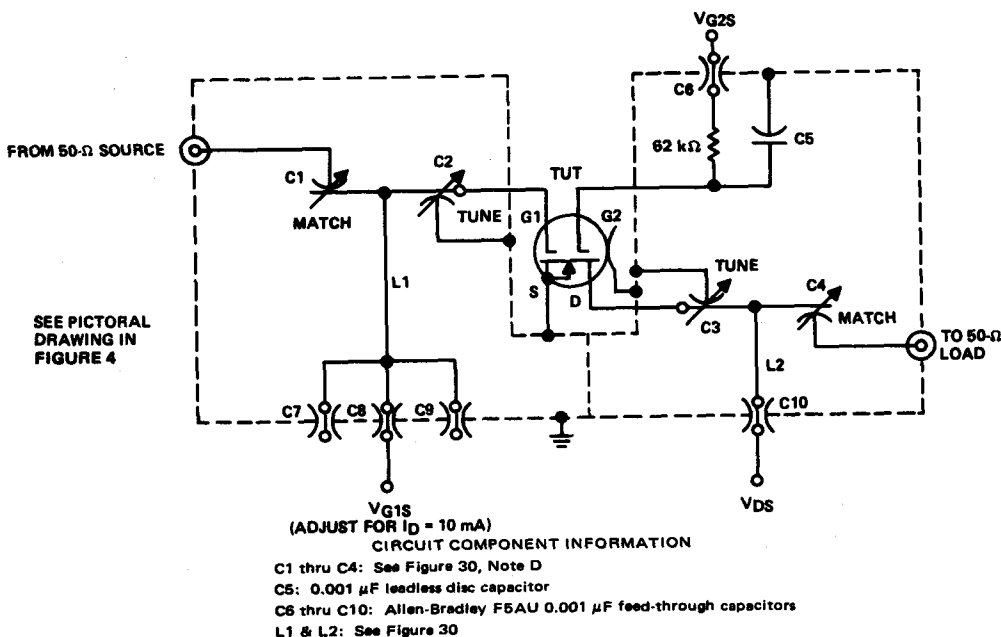 VG2S
C6
C5
62 kΩ
FROM 50-Ω SOURCE
C1
MATCH
C2
TUNE
TUT
G1
G2
S
D
TUNE
C3
C4
MATCH
TO 50-Ω
LOAD
L1
L2
SEE PICTORAL
DRAWING IN
FIGURE 4
C7
C8
C9
C10
VG1S
(ADJUST FOR ID = 10 mA)
VDS
CIRCUIT COMPONENT INFORMATION
C1 thru C4: See Figure 30, Note D
C5: 0.001 μF leadless disc capacitor
C6 thru C10: Allen-Bradley F5AU 0.001 μF feed-through capacitors
L1 & L2: See Figure 30